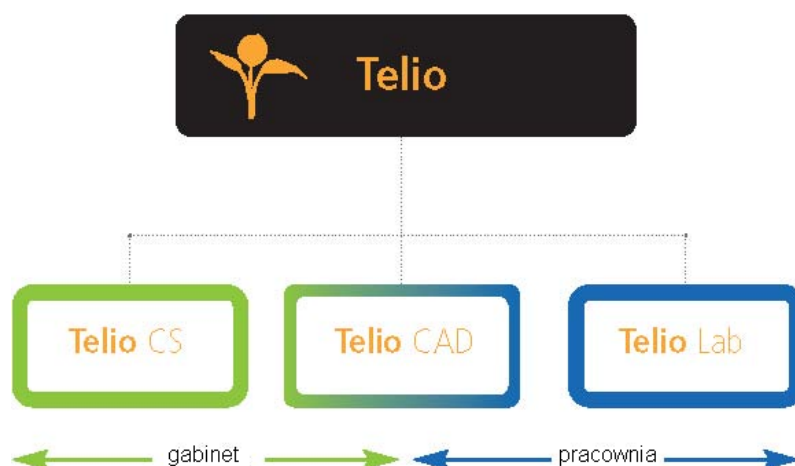 Telio
Telio CS
Telio CAD
Telio Lab
gabinet
pracownia